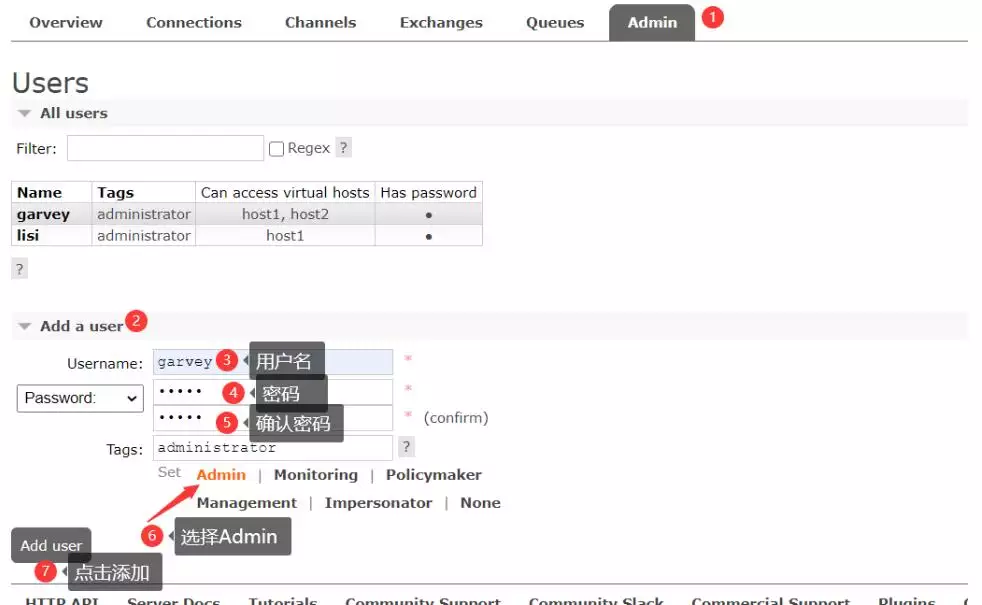 Overview Connections Channels Exchanges Queues Admin 1
Users
All users
Filter: Regex ?
Name Tags Can access virtual hosts Has password
garvey administrator host1, host2 •
lisi administrator host1 •
?
Add a user 2
Username: garvey 3 用户名 *
Password: ••••• 4 密码 *
••••• 5 确认密码 * (confirm)
Tags: administrator ?
Set Admin | Monitoring | Policymaker
Management | Impersonator | None
6 选择Admin
Add user
7 点击添加
HTTP API Server Docs Tutorials Community Support Community Slack Commercial Support Plugins